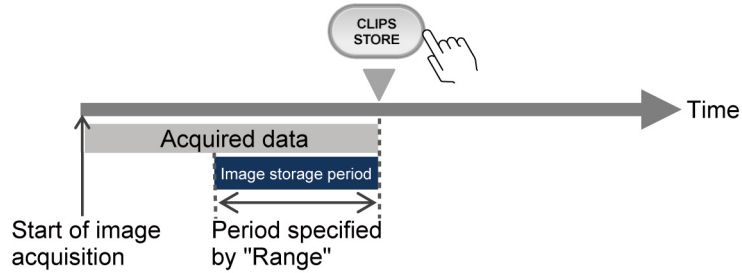 CLIPS
STORE
Time
Acquired data
Image storage period
Start of image
acquisition
Period specified
by "Range"